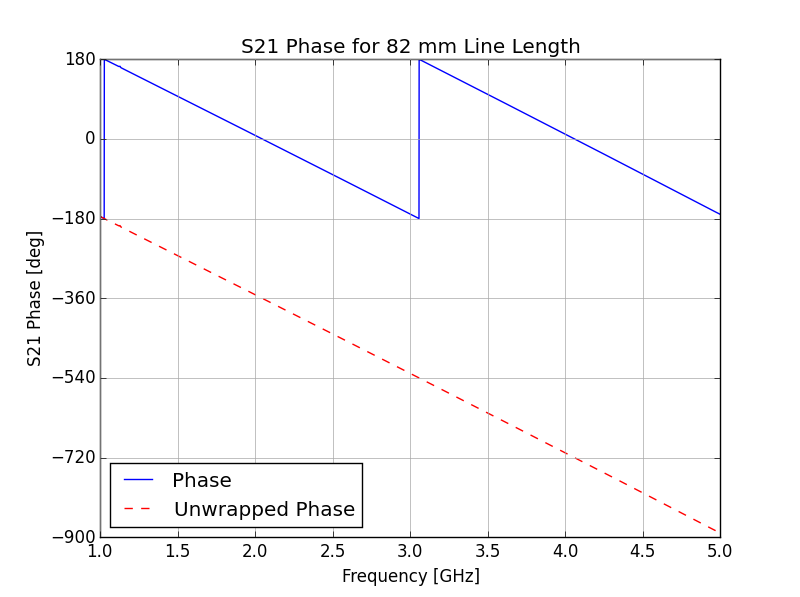 S21 Phase for 82 mm Line Length
S21 Phase [deg]
180
0
−180
−360
−540
−720
−900
Phase
Unwrapped Phase
1.0 1.5 2.0 2.5 3.0 3.5 4.0 4.5 5.0
Frequency [GHz]